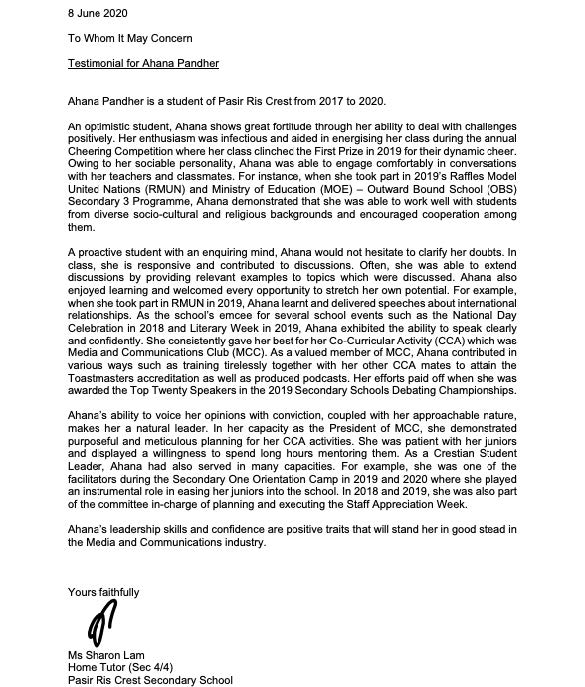 8 June 2020
To Whom It May Concern
Testimonial for Ahana Pandher
Ahana Pandher is a student of Pasir Ris Crest from 2017 to 2020.
An optimistic student, Ahana shows great fortitude through her ability to deal with challenges
positively. Her enthusiasm was infectious and aided in energising her class during the annual
Cheering Competition where her class clinched the First Prize in 2019 for their dynamic cheer.
Owing to her sociable personality, Ahana was able to engage comfortably in conversations
with her teachers and classmates. For instance, when she took part in 2019's Raffles Model
United Nations (RMUN) and Ministry of Education (MOE) – Outward Bound School (OBS)
Secondary 3 Programme, Ahana demonstrated that she was able to work well with students
from diverse socio-cultural and religious backgrounds and encouraged cooperation among
them.
A proactive student with an enquiring mind, Ahana would not hesitate to clarify her doubts. In
class, she is responsive and contributed to discussions. Often, she was able to extend
discussions by providing relevant examples to topics which were discussed. Ahana also
enjoyed learning and welcomed every opportunity to stretch her own potential. For example,
when she took part in RMUN in 2019, Ahana learnt and delivered speeches about international
relationships. As the school's emcee for several school events such as the National Day
Celebration in 2018 and Literary Week in 2019, Ahana exhibited the ability to speak clearly
and confidently. She consistently gave her best for her Co-Curricular Activity (CCA) which was
Media and Communications Club (MCC). As a valued member of MCC, Ahana contributed in
various ways such as training tirelessly together with her other CCA mates to attain the
Toastmasters accreditation as well as produced podcasts. Her efforts paid off when she was
awarded the Top Twenty Speakers in the 2019 Secondary Schools Debating Championships.
Ahana's ability to voice her opinions with conviction, coupled with her approachable nature,
makes her a natural leader. In her capacity as the President of MCC, she demonstrated
purposeful and meticulous planning for her CCA activities. She was patient with her juniors
and displayed a willingness to spend long hours mentoring them. As a Crestian Student
Leader, Ahana had also served in many capacities. For example, she was one of the
facilitators during the Secondary One Orientation Camp in 2019 and 2020 where she played
an instrumental role in easing her juniors into the school. In 2018 and 2019, she was also part
of the committee in-charge of planning and executing the Staff Appreciation Week.
Ahana's leadership skills and confidence are positive traits that will stand her in good stead in
the Media and Communications industry.
Yours faithfully
Ms Sharon Lam
Home Tutor (Sec 4/4)
Pasir Ris Crest Secondary School